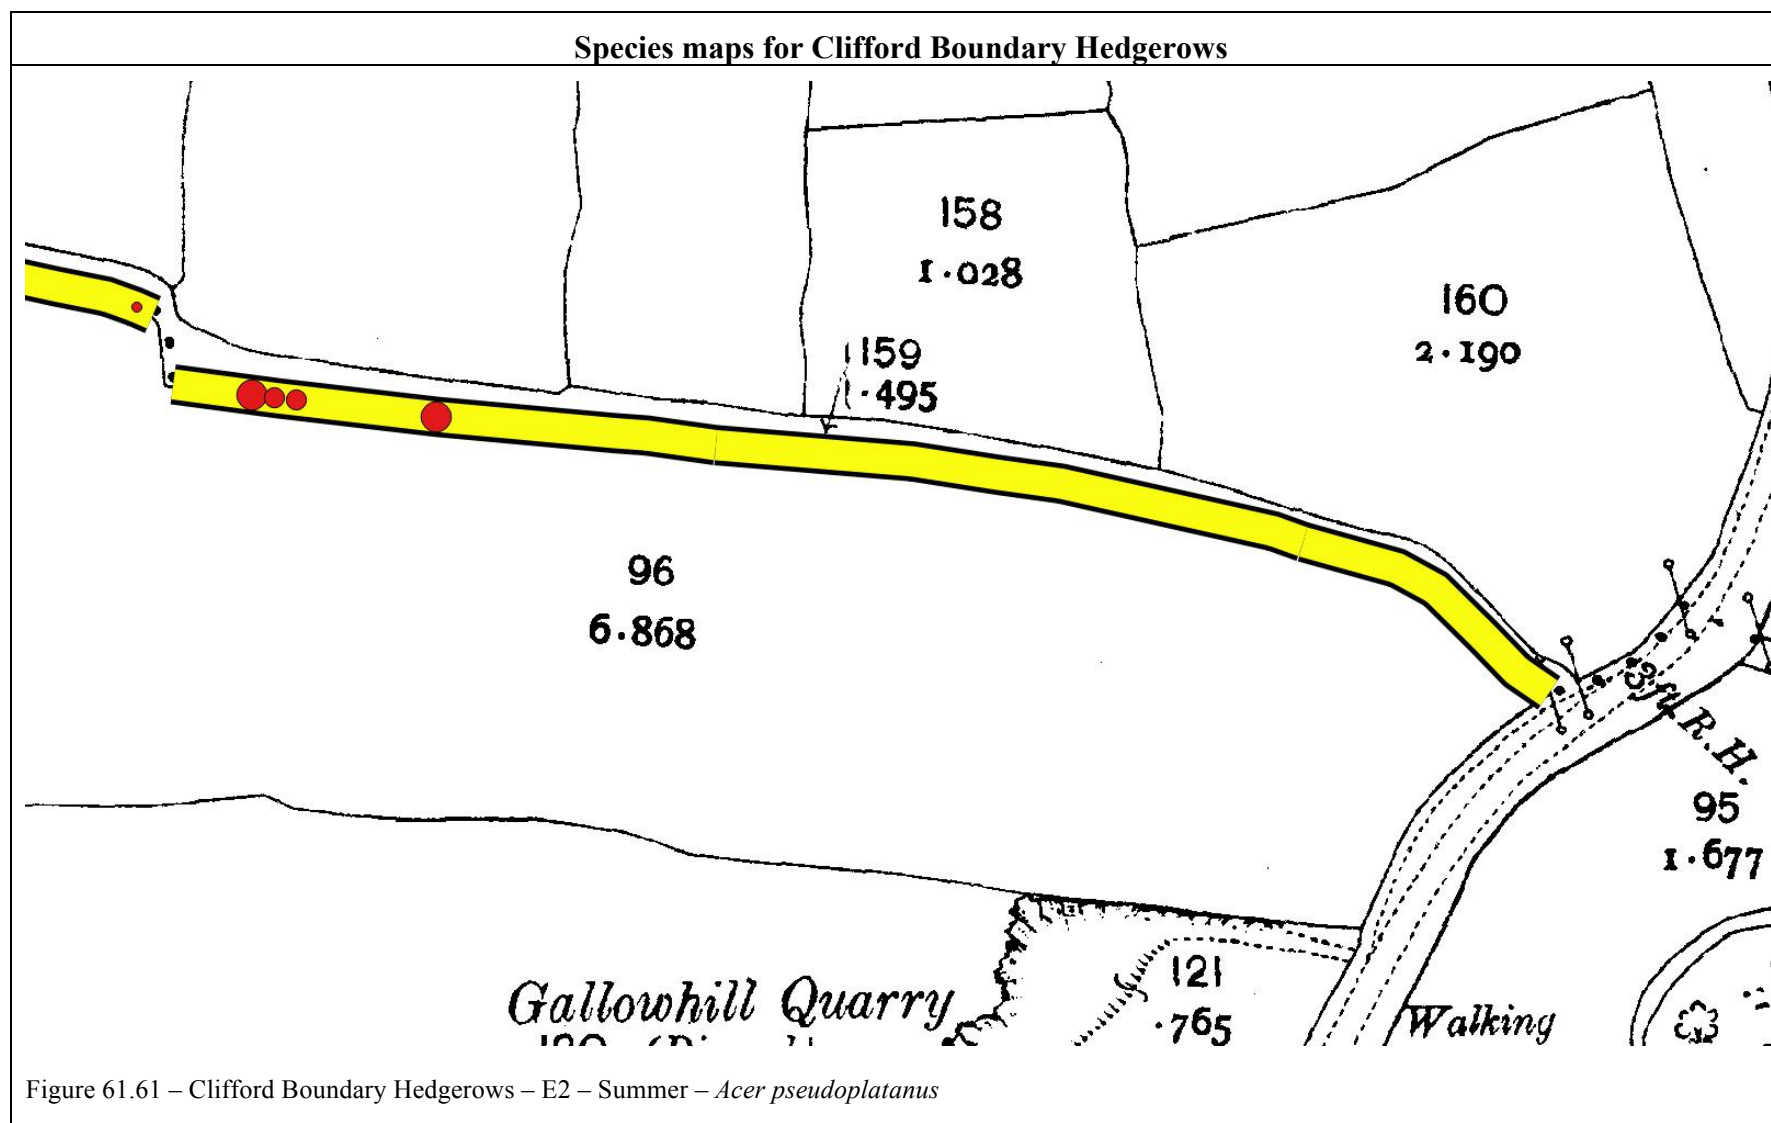 Species maps for Clifford Boundary Hedgerows
158
1·028
160
2·190
159
1·495
96
6·868
3ft R.H.
95
1·677
121
·765
Gallowhill Quarry
Walking
Figure 61.61 – Clifford Boundary Hedgerows – E2 – Summer – Acer pseudoplatanus